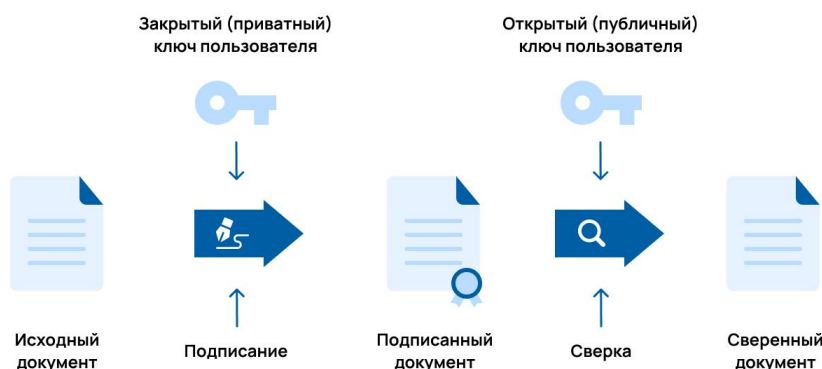 Закрытый (приватный)
ключ пользователя
Открытый (публичный)
ключ пользователя
Исходный
документ
Подписание
Подписанный
документ
Сверка
Сверенный
документ